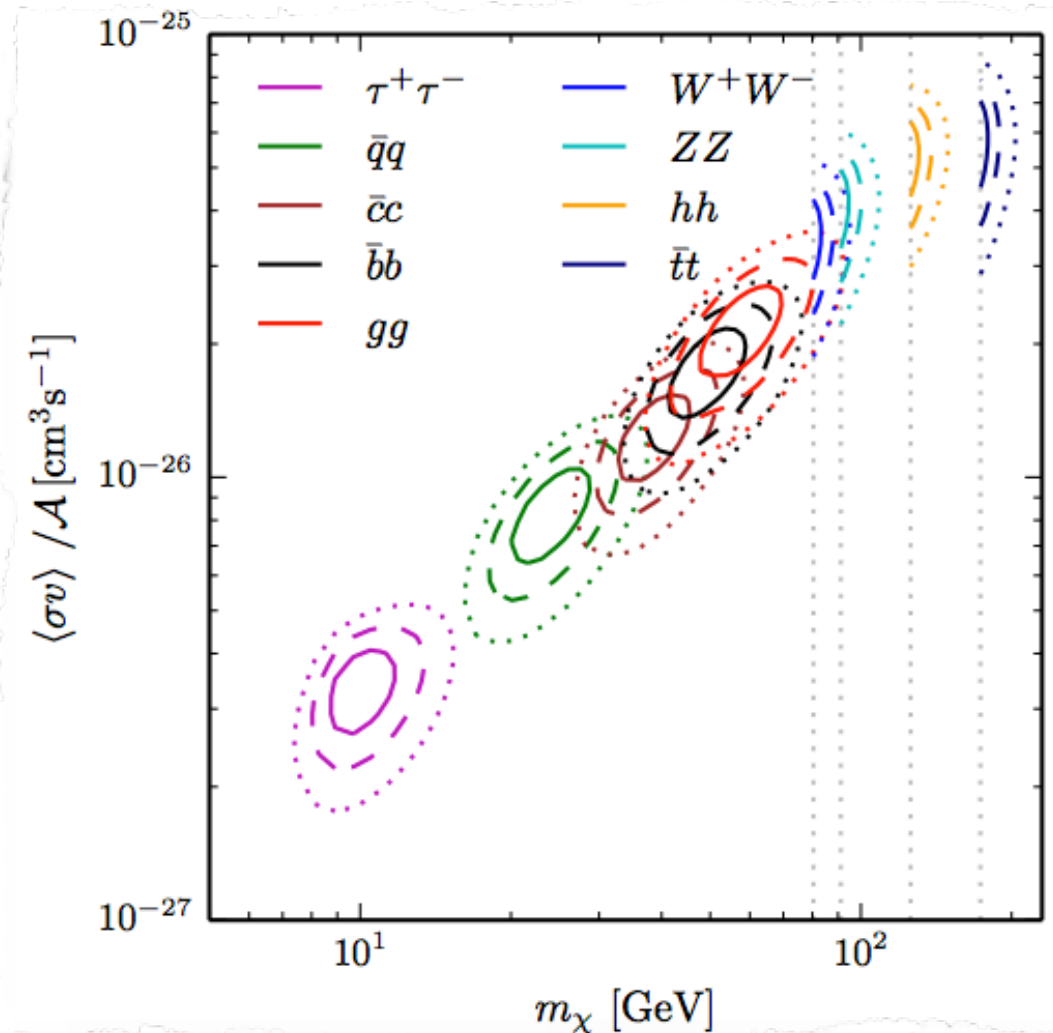 10⁻²⁵
τ⁺τ⁻
q̄q
c̄c
b̄b
gg
W⁺W⁻
ZZ
hh
t̄t
10⁻²⁶
10⁻²⁷
⟨σv⟩ /𝒜 [cm³s⁻¹]
10¹
10²
m_χ [GeV]